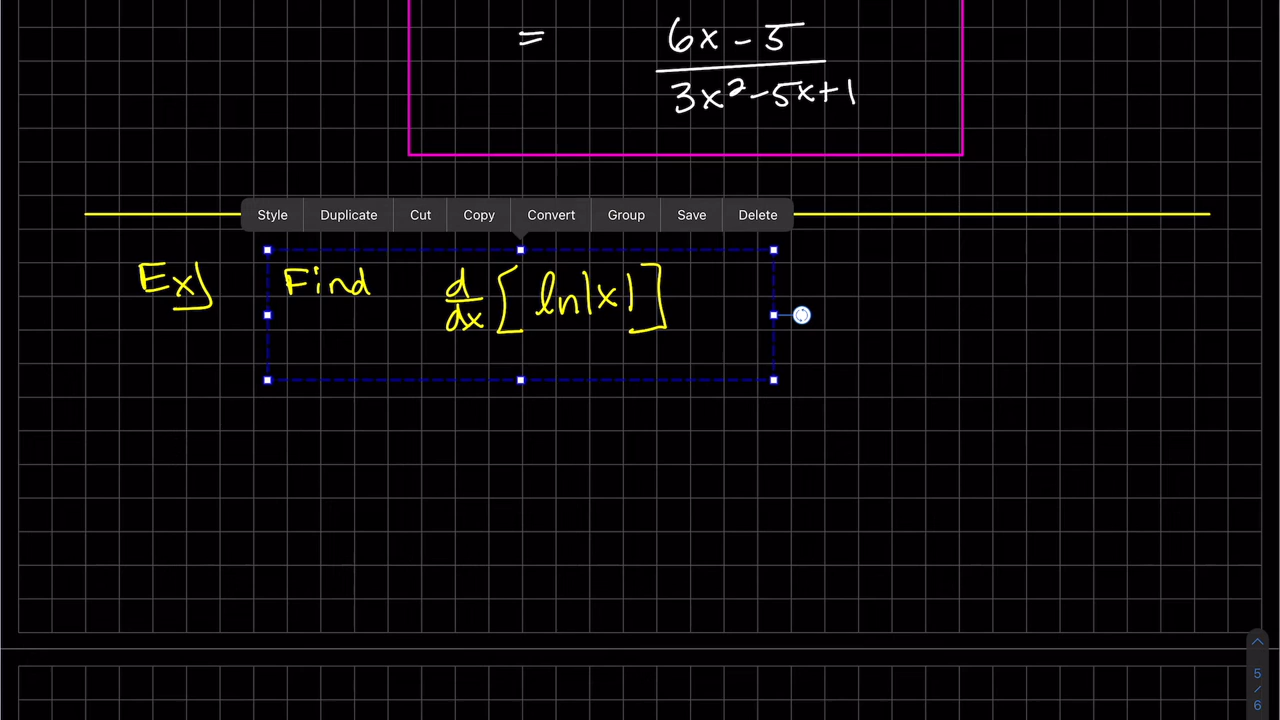 = 6x - 5
3x² - 5x + 1
Style Duplicate Cut Copy Convert Group Save Delete
Ex) Find d/dx [ ln|x| ]
5 / 6